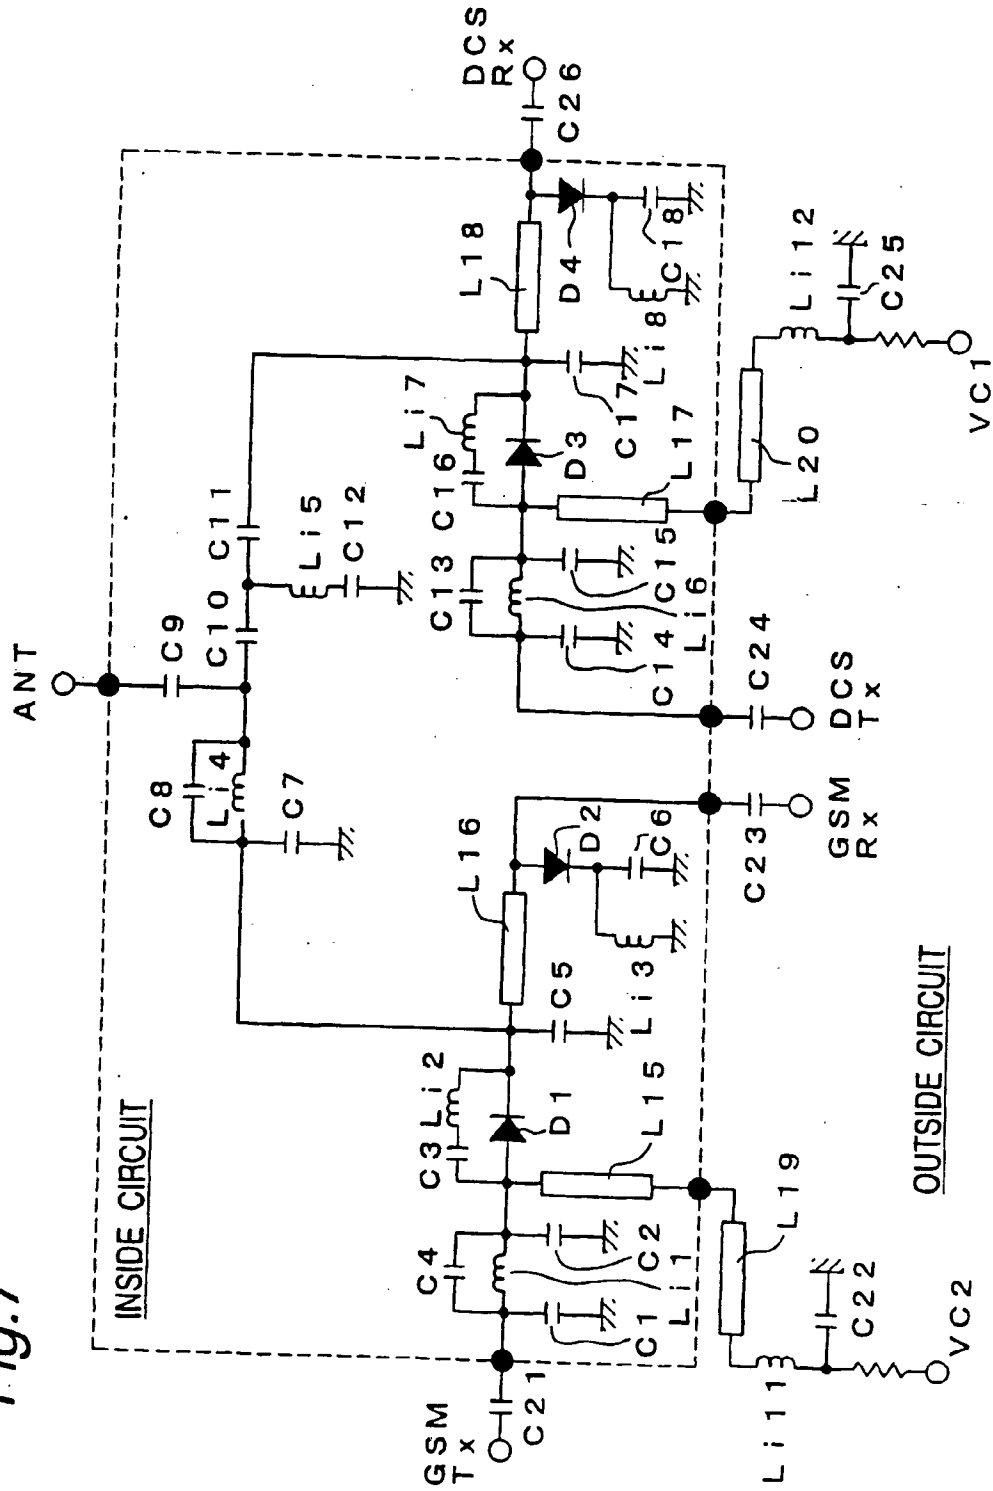 Fig. 7
ANT
INSIDE CIRCUIT
C8
C9
Li4
C7
C10
C11
Li5
C12
GSM
Tx
C21
C4
C1
Li1
C2
C3
Li2
D1
L15
C5
L16
Li3
D2
C6
C13
C14
Li6
C15
C16
Li7
D3
L17
C17
L18
D4
Li8
C18
DCS
Rx
C26
C23
GSM
Rx
C24
DCS
Tx
L19
Li11
C22
VC2
L20
Li12
C25
VC1
OUTSIDE CIRCUIT